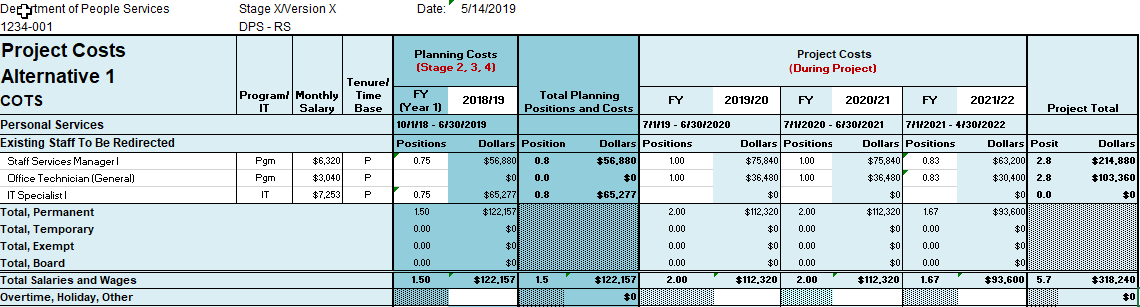 Department of People Services Stage X/Version X Date: 5/14/2019
1234-001 DPS - RS
Project Costs Planning Costs Project Costs
Alternative 1 (Stage 2, 3, 4) (During Project)
COTS Program/ IT Monthly Salary Tenure/ Time Base FY (Year 1) 2018/19 Total Planning Positions and Costs FY 2019/20 FY 2020/21 FY 2021/22 Project Total
Personal Services 10/1/18 - 6/30/2019 7/1/19 - 6/30/2020 7/1/2020 - 6/30/2021 7/1/2021 - 4/30/2022
Existing Staff To Be Redirected Positions Dollars Position Dollars Positions Dollars Positions Dollars Positions Dollars Posit Dollars
Staff Services Manager I Pgm $6,320 P 0.75 $56,880 0.8 $56,880 1.00 $75,840 1.00 $75,840 0.83 $63,200 2.8 $214,880
Office Technician (General) Pgm $3,040 P $0 0.0 $0 1.00 $36,480 1.00 $36,480 0.83 $30,400 2.8 $103,360
IT Specialist I IT $7,253 P 0.75 $65,277 0.8 $65,277 $0 $0 $0 0.0 $0
Total, Permanent 1.50 $122,157 2.00 $112,320 2.00 $112,320 1.67 $93,600
Total, Temporary 0.00 $0 0.00 $0 0.00 $0 0.00 $0
Total, Exempt 0.00 $0 0.00 $0 0.00 $0 0.00 $0
Total, Board 0.00 $0 0.00 $0 0.00 $0 0.00 $0
Total Salaries and Wages 1.50 $122,157 1.5 $122,157 2.00 $112,320 2.00 $112,320 1.67 $93,600 5.7 $318,240
Overtime, Holiday, Other $0 $0